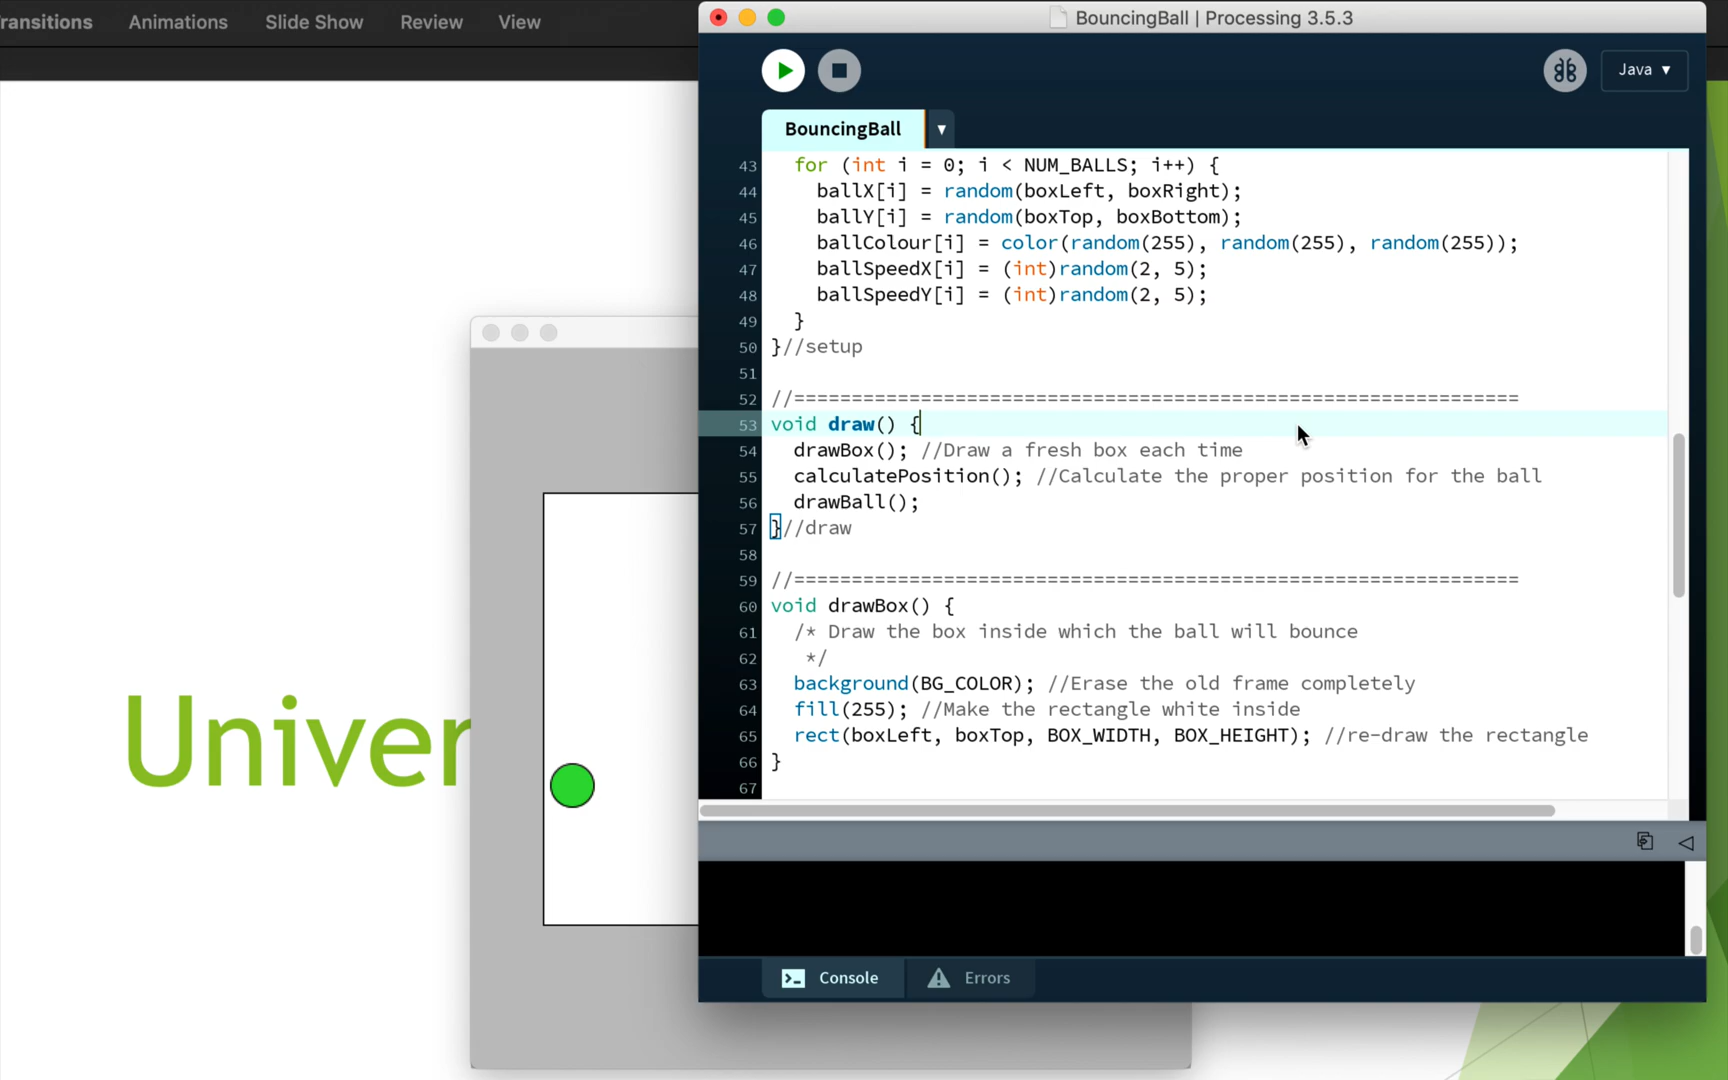 ransitions Animations Slide Show Review View
BouncingBall | Processing 3.5.3
Java ▼
BouncingBall ▼
43 for (int i = 0; i < NUM_BALLS; i++) {
44 ballX[i] = random(boxLeft, boxRight);
45 ballY[i] = random(boxTop, boxBottom);
46 ballColour[i] = color(random(255), random(255), random(255));
47 ballSpeedX[i] = (int)random(2, 5);
48 ballSpeedY[i] = (int)random(2, 5);
49 }
50 }//setup
51
52 //===============================================================
53 void draw() {
54 drawBox(); //Draw a fresh box each time
55 calculatePosition(); //Calculate the proper position for the ball
56 drawBall();
57 }//draw
58
59 //===============================================================
60 void drawBox() {
61 /* Draw the box inside which the ball will bounce
62 */
63 background(BG_COLOR); //Erase the old frame completely
64 fill(255); //Make the rectangle white inside
65 rect(boxLeft, boxTop, BOX_WIDTH, BOX_HEIGHT); //re-draw the rectangle
66 }
67
Univer
Console Errors